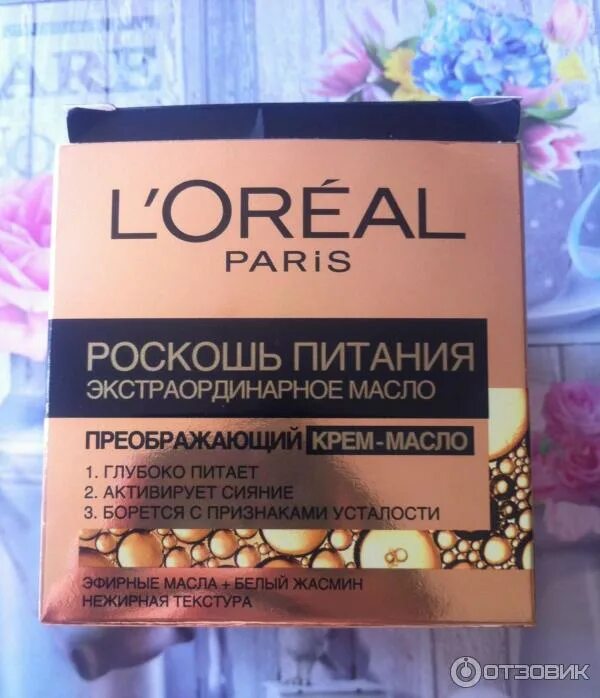 ARE
L'ORÉAL
PARiS
РОСКОШЬ ПИТАНИЯ
ЭКСТРАОРДИНАРНОЕ МАСЛО
ПРЕОБРАЖАЮЩИЙ КРЕМ-МАСЛО
1. ГЛУБОКО ПИТАЕТ
2. АКТИВИРУЕТ СИЯНИЕ
3. БОРЕТСЯ С ПРИЗНАКАМИ УСТАЛОСТИ
ЭФИРНЫЕ МАСЛА + БЕЛЫЙ ЖАСМИН
НЕЖИРНАЯ ТЕКСТУРА
ОТЗОВИК